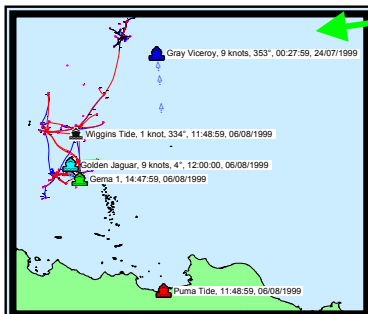 Gray Viceroy, 9 knots, 353°, 00:27:59, 24/07/1999
Wiggins Tide, 1 knot, 334°, 11:48:59, 06/08/1999
Golden Jaguar, 9 knots, 4°, 12:00:00, 06/08/1999
Gema 1, 14:47:59, 06/08/1999
Puma Tide, 11:48:59, 06/08/1999